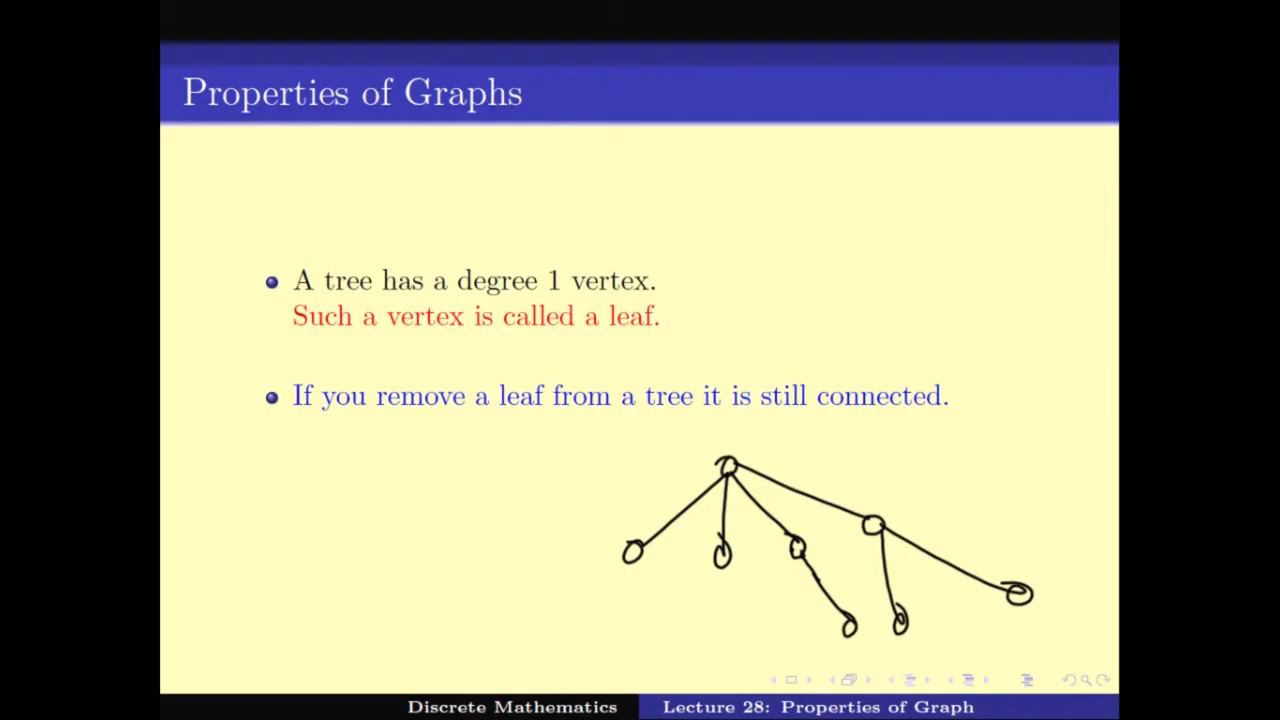 Properties of Graphs
A tree has a degree 1 vertex.
Such a vertex is called a leaf.
If you remove a leaf from a tree it is still connected.
Discrete Mathematics
Lecture 28: Properties of Graph